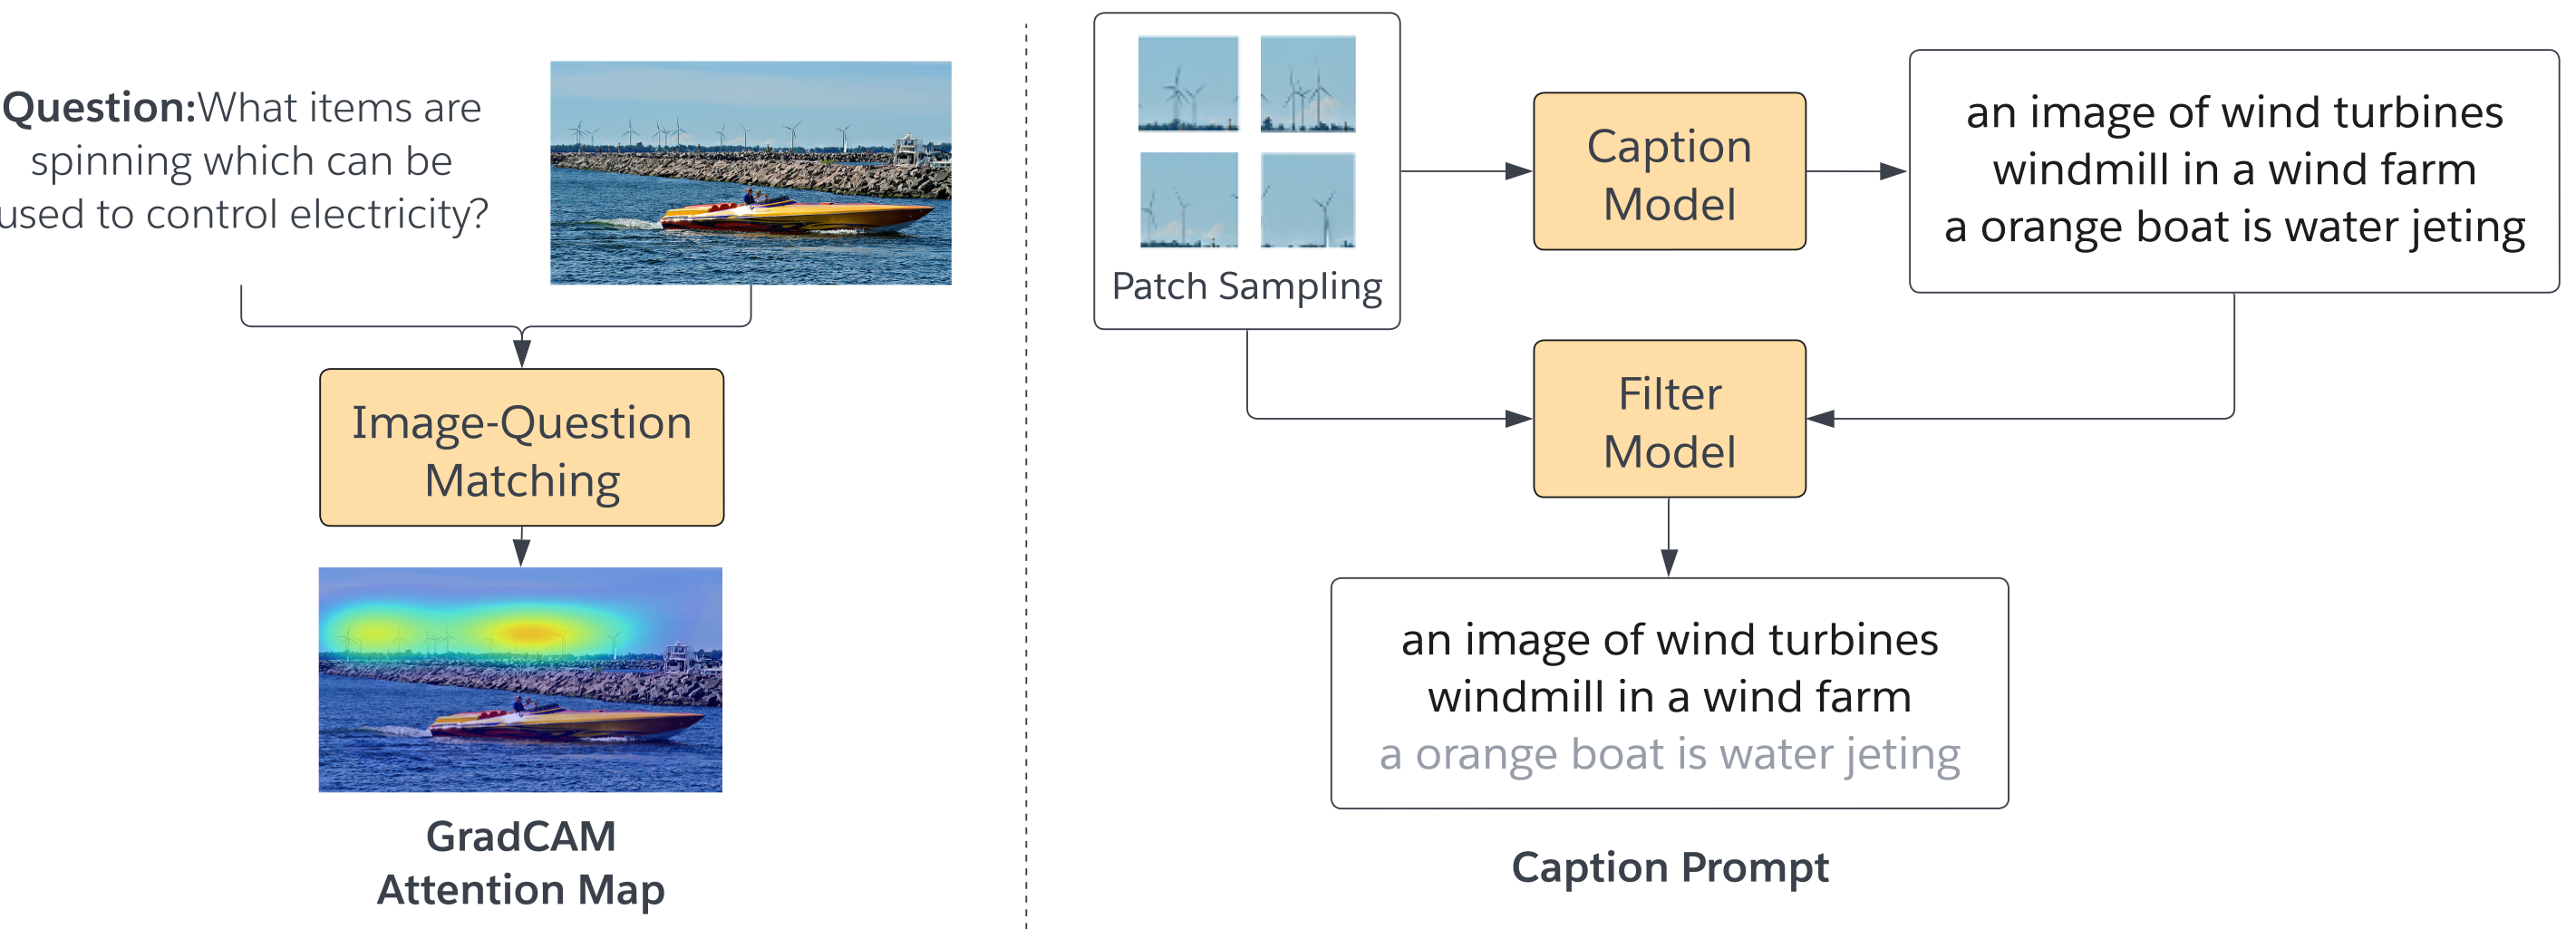 Question:What items are
spinning which can be
used to control electricity?
Image-Question
Matching
GradCAM
Attention Map
Patch Sampling
Caption
Model
an image of wind turbines
windmill in a wind farm
a orange boat is water jeting
Filter
Model
an image of wind turbines
windmill in a wind farm
a orange boat is water jeting
Caption Prompt